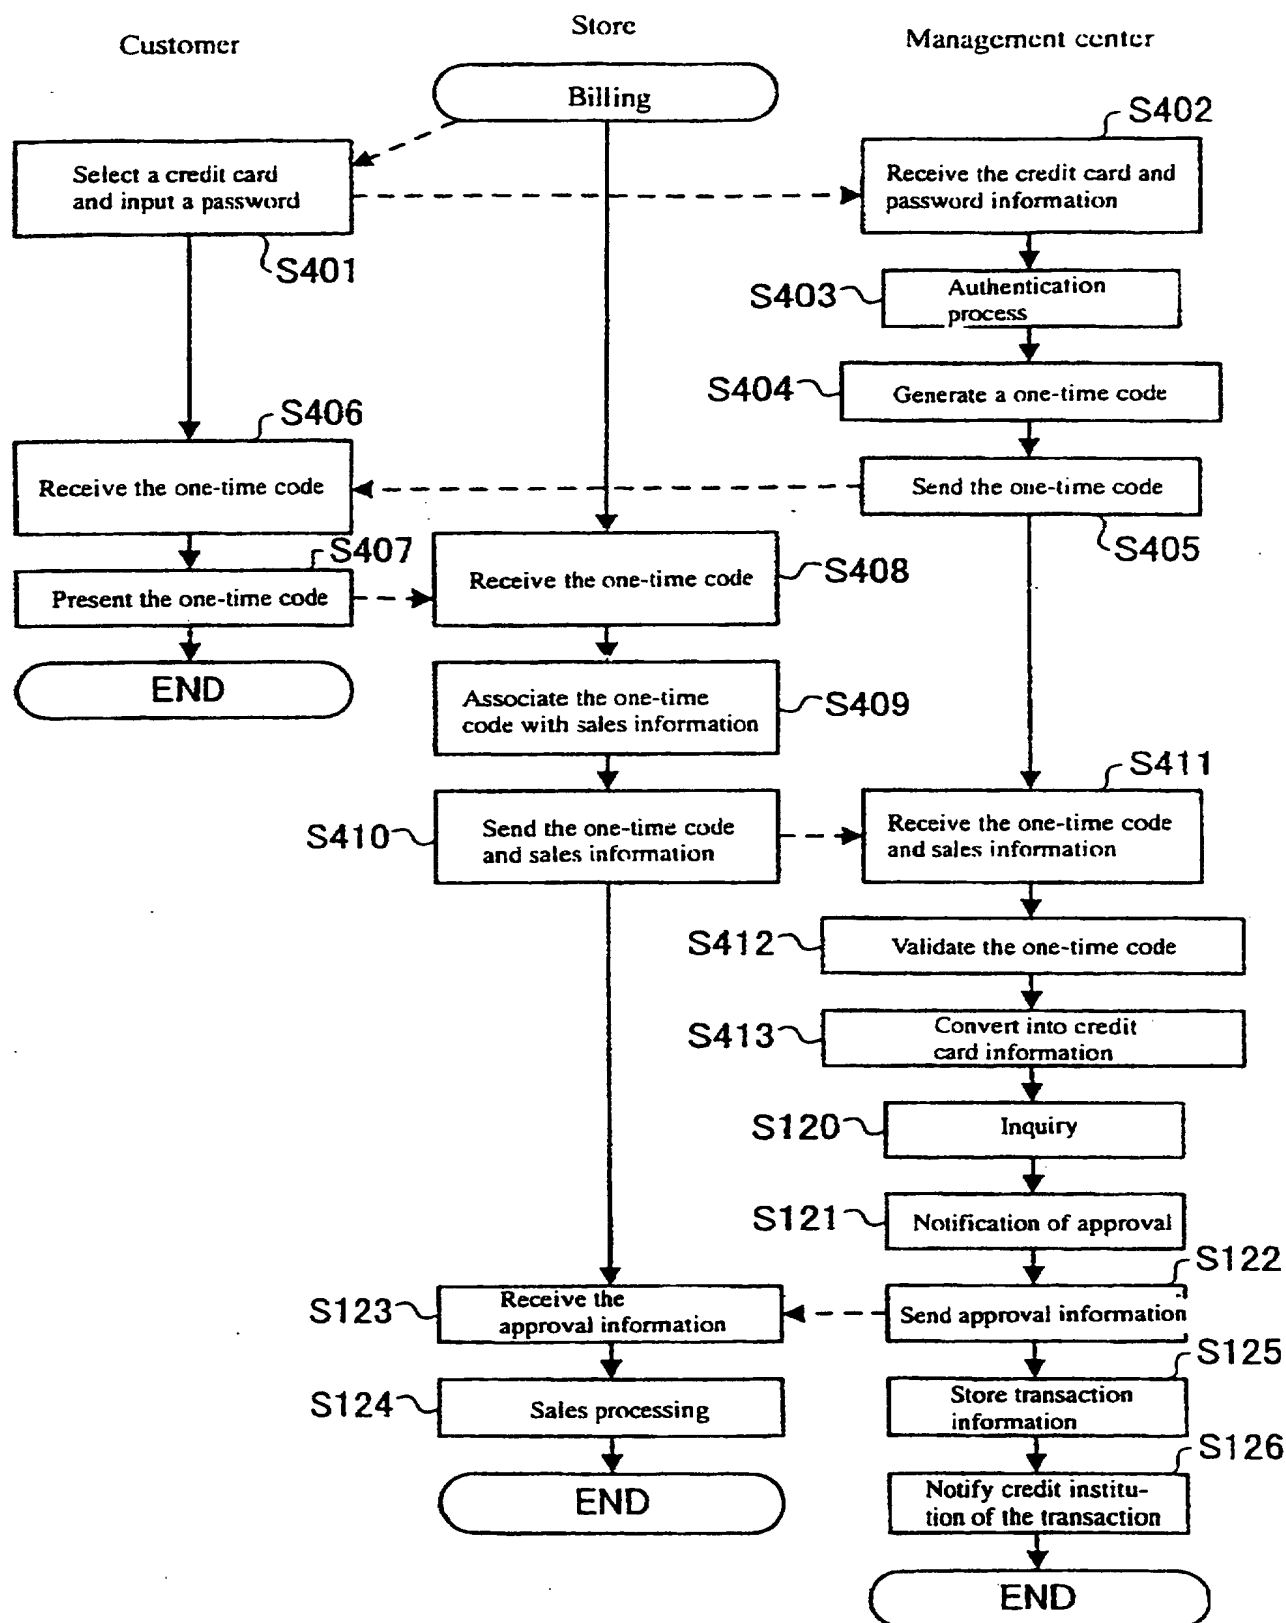 Customer
Store
Management center
Billing
S402
Select a credit card
and input a password
Receive the credit card and
password information
S401
S403
Authentication
process
S404
Generate a one-time code
S406
Receive the one-time code
Send the one-time code
S405
S407
Present the one-time code
Receive the one-time code
S408
END
Associate the one-time
code with sales information
S409
S411
S410
Send the one-time code
and sales information
Receive the one-time code
and sales information
S412
Validate the one-time code
S413
Convert into credit
card information
S120
Inquiry
S121
Notification of approval
S122
S123
Receive the
approval information
Send approval information
S125
S124
Sales processing
Store transaction
information
S126
END
Notify credit institu-
tion of the transaction
END